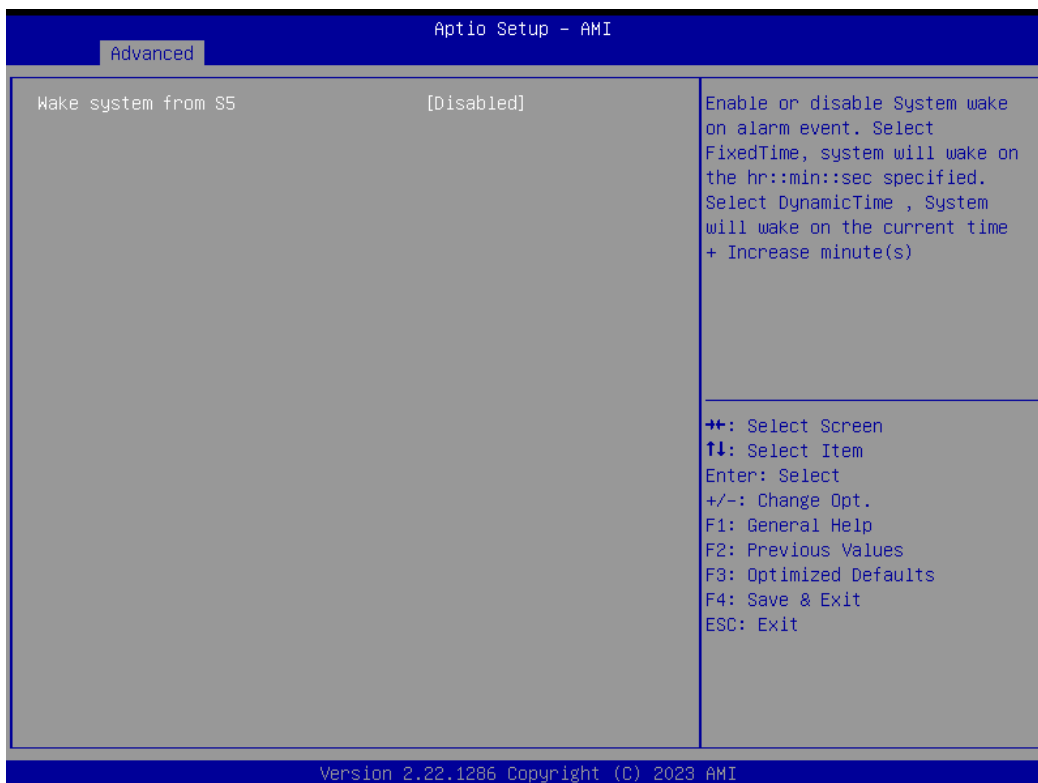 Aptio Setup – AMI
Advanced
Wake system from S5 [Disabled]
Enable or disable System wake
on alarm event. Select
FixedTime, system will wake on
the hr::min::sec specified.
Select DynamicTime , System
will wake on the current time
+ Increase minute(s)
→←: Select Screen
↑↓: Select Item
Enter: Select
+/-: Change Opt.
F1: General Help
F2: Previous Values
F3: Optimized Defaults
F4: Save & Exit
ESC: Exit
Version 2.22.1286 Copyright (C) 2023 AMI